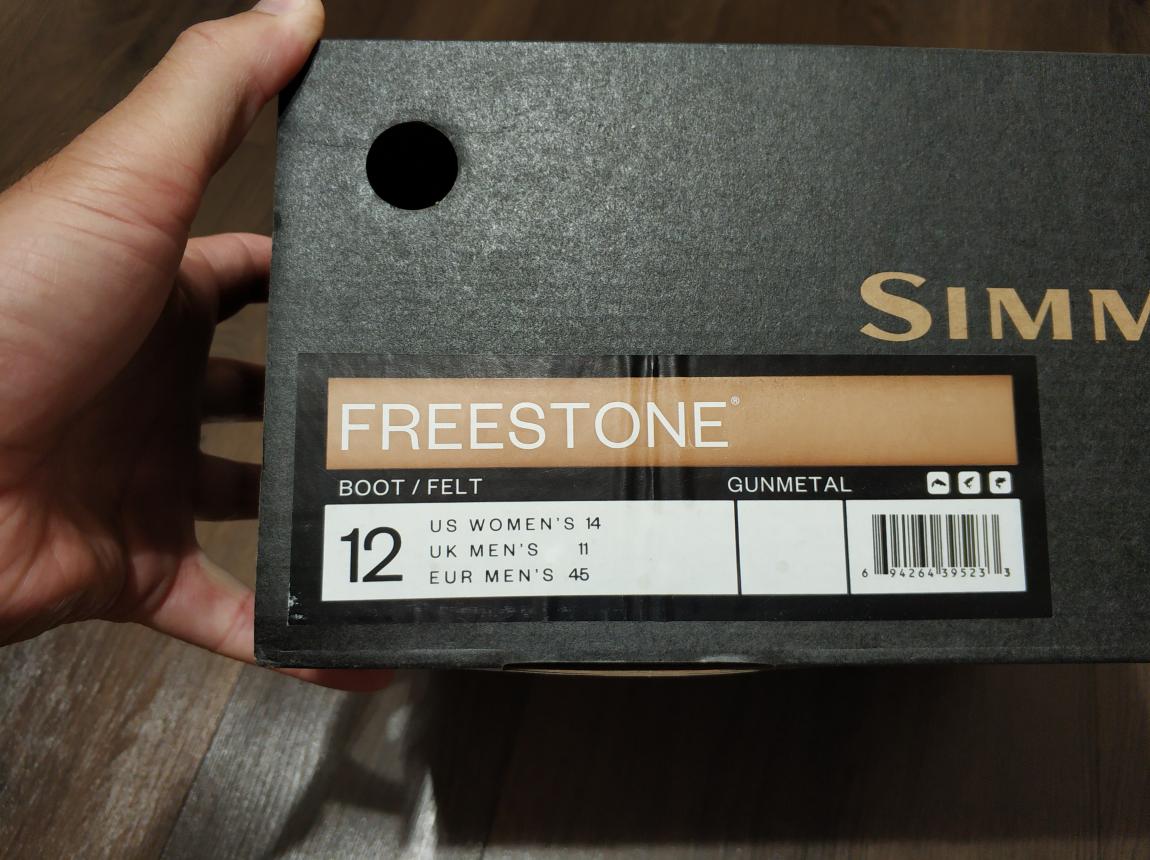 SIMM
FREESTONE®
BOOT / FELT
GUNMETAL
12
US WOMEN'S 14
UK MEN'S 11
EUR MEN'S 45
6 94264 39523 3